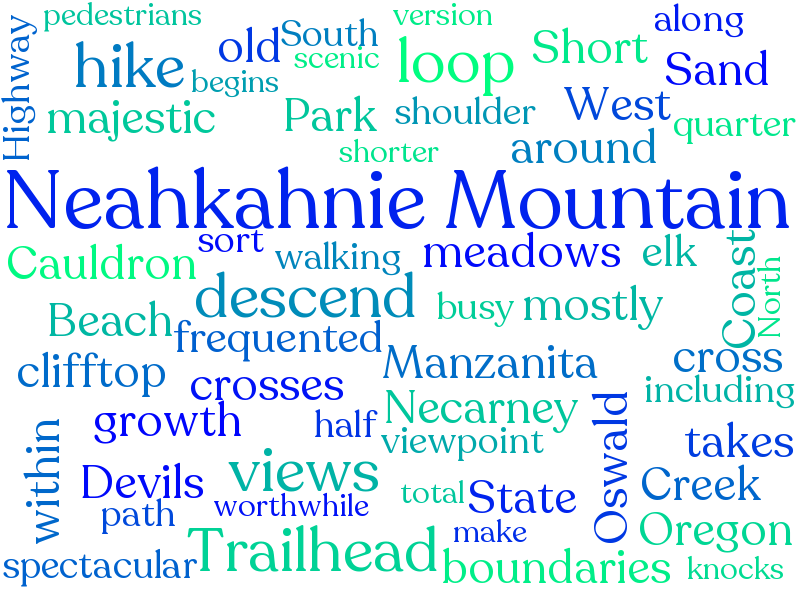 pedestrians
version
along
Highway
hike
old
South
scenic
loop
Short
Sand
begins
majestic
Park
shoulder
West
quarter
shorter
around
Neahkahnie Mountain
sort
Cauldron
walking
meadows
elk
Coast
North
descend
busy
mostly
Beach
frequented
clifftop
Manzanita
cross
crosses
including
growth
half
Necarney
Oswald
within
viewpoint
takes
Devils
views
total
State
Creek
path
worthwhile
make
Oregon
spectacular
Trailhead
boundaries
knocks